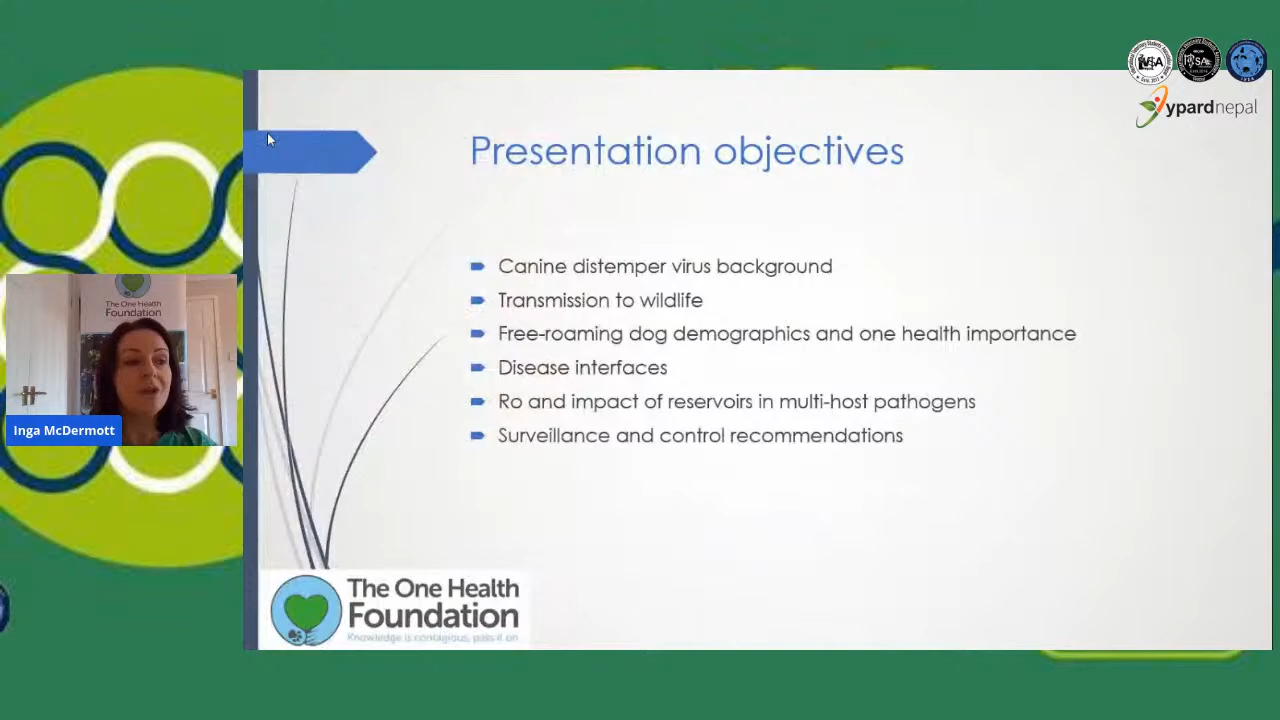 ypardnepal
Presentation objectives
Canine distemper virus background
Transmission to wildlife
Free-roaming dog demographics and one health importance
Disease interfaces
Ro and impact of reservoirs in multi-host pathogens
Surveillance and control recommendations
The One Health
Foundation
Inga McDermott
The One Health
Foundation
Knowledge is contagious, pass it on